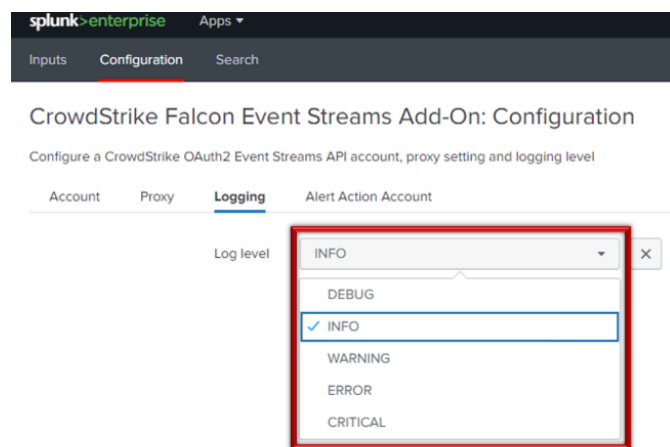 splunk>enterprise Apps
Inputs Configuration Search
CrowdStrike Falcon Event Streams Add-On: Configuration
Configure a CrowdStrike OAuth2 Event Streams API account, proxy setting and logging level
Account Proxy Logging Alert Action Account
Log level INFO
DEBUG
INFO
WARNING
ERROR
CRITICAL